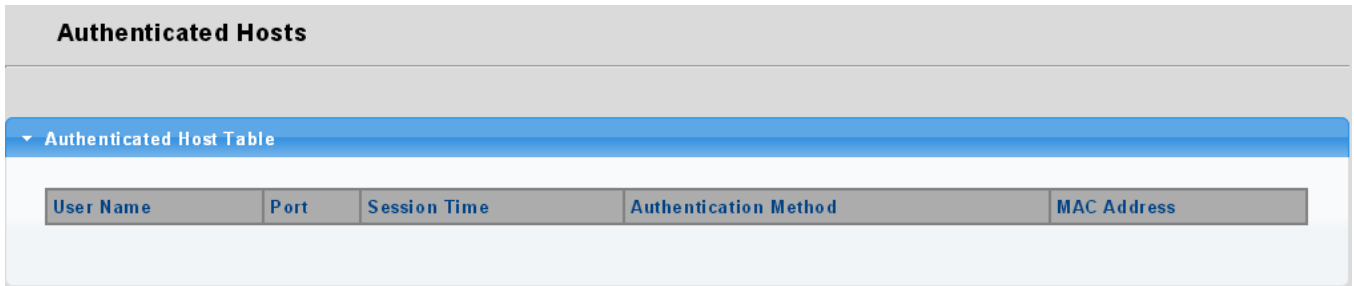 Authenticated Hosts
Authenticated Host Table
User Name Port Session Time Authentication Method MAC Address